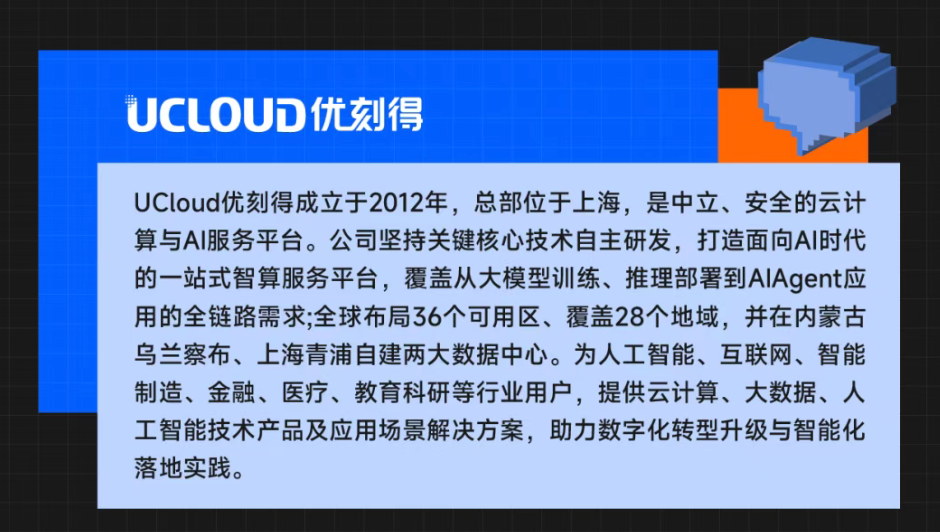 UCLOUD优刻得
UCloud优刻得成立于2012年，总部位于上海，是中立、安全的云计
算与AI服务平台。公司坚持关键核心技术自主研发，打造面向AI时代
的一站式智算服务平台，覆盖从大模型训练、推理部署到AIAgent应
用的全链路需求;全球布局36个可用区、覆盖28个地域，并在内蒙古
乌兰察布、上海青浦自建两大数据中心。为人工智能、互联网、智能
制造、金融、医疗、教育科研等行业用户，提供云计算、大数据、人
工智能技术产品及应用场景解决方案，助力数字化转型升级与智能化
落地实践。